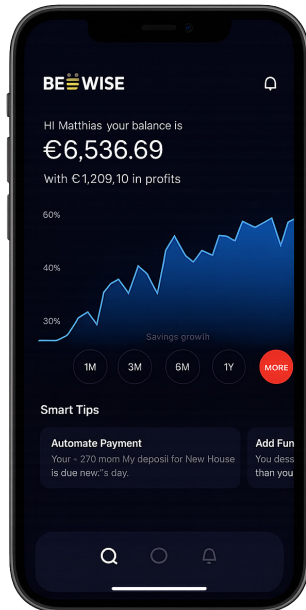 BEEWISE
HI Matthias your balance is
€6,536.69
With €1,209,10 in profits
60%
40%
30%
Savings growih
1M
3M
6M
1Y
MORE
Smart Tips
Automate Payment
Your - 270 mom My deposil for New House
is due new:"s day.
Add Fun
You dess
than you